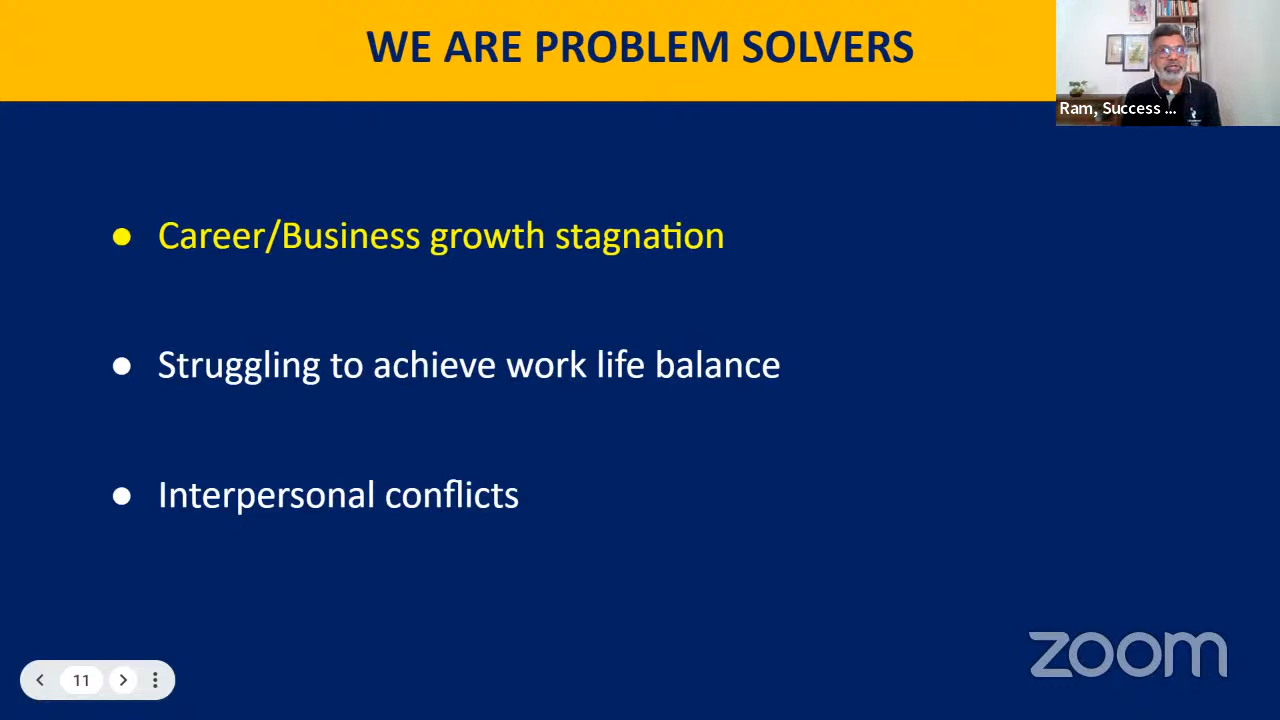 WE ARE PROBLEM SOLVERS
Ram, Success ...
● Career/Business growth stagnation
● Struggling to achieve work life balance
● Interpersonal conflicts
zoom
11